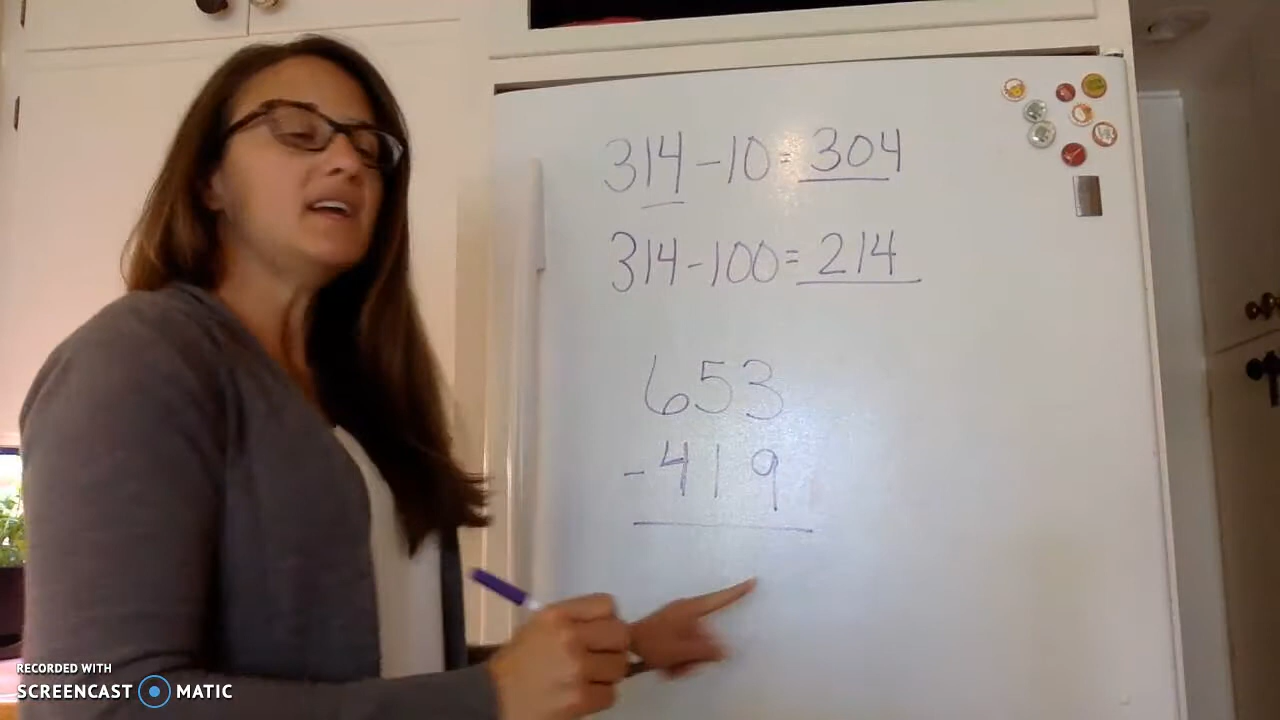 314-10=304
314-100=214
653
-419
RECORDED WITH
SCREENCAST MATIC